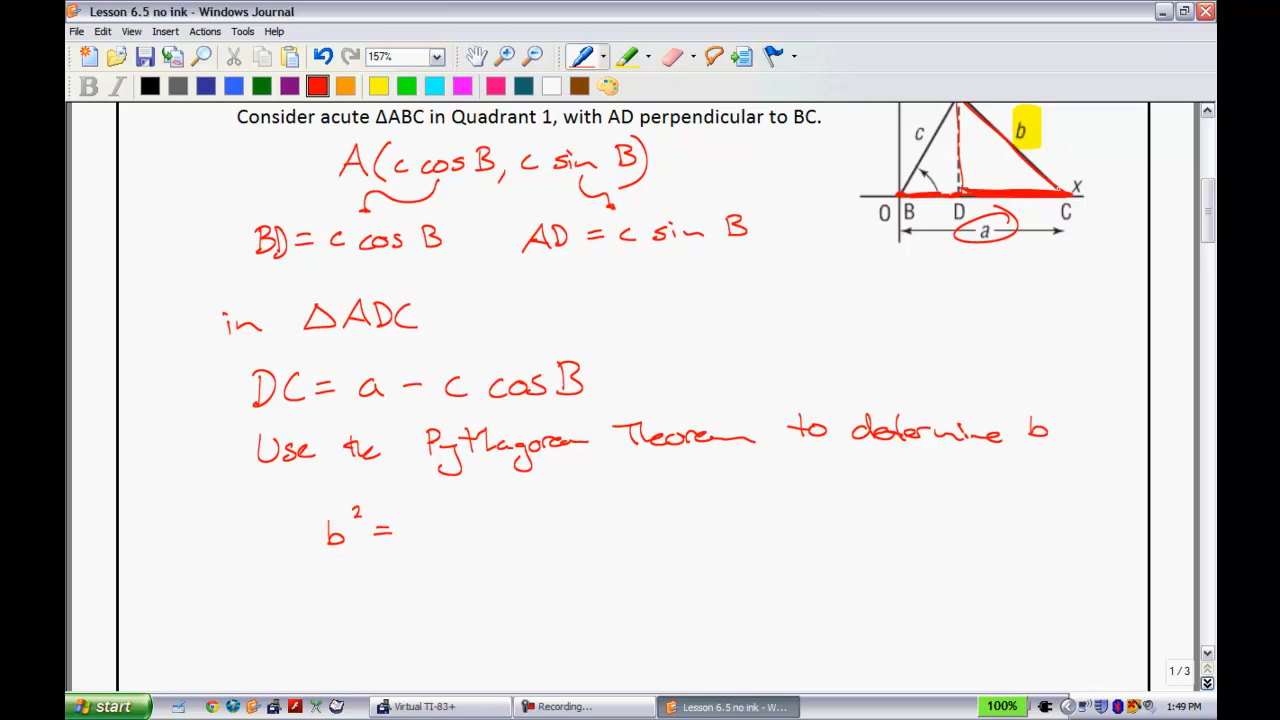 Lesson 6.5 no ink - Windows Journal
File Edit View Insert Actions Tools Help
157%
B I
Consider acute ΔABC in Quadrant 1, with AD perpendicular to BC.
A(c cos B, c sin B)
BD = c cos B AD = c sin B
in ΔADC
DC = a - c cos B
Use the Pythagorean Theorem to determine b
b² =
c b
x
O B D C
a
1 / 3
start Virtual TI-83+ Recording... Lesson 6.5 no ink - W... 100% 1:49 PM